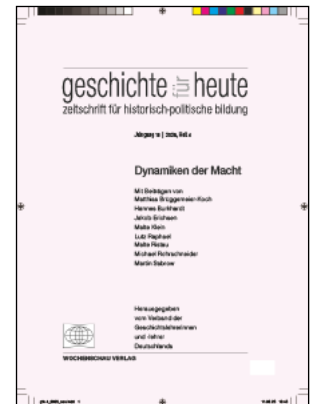 geschichte für heute
zeitschrift für historisch-politische bildung
Dynamiken der Macht
Mit Beiträgen von
Matthias Brüggemeier-Koch
Hannes Burkhardt
Jakob Erichsen
Malte Klein
Lutz Raphael
Malte Ristau
Michael Rohrschneider
Martin Sabrow
Herausgegeben
vom Verband der
Geschichtslehrerinnen
und -lehrer
Deutschlands
WOCHENSCHAU VERLAG